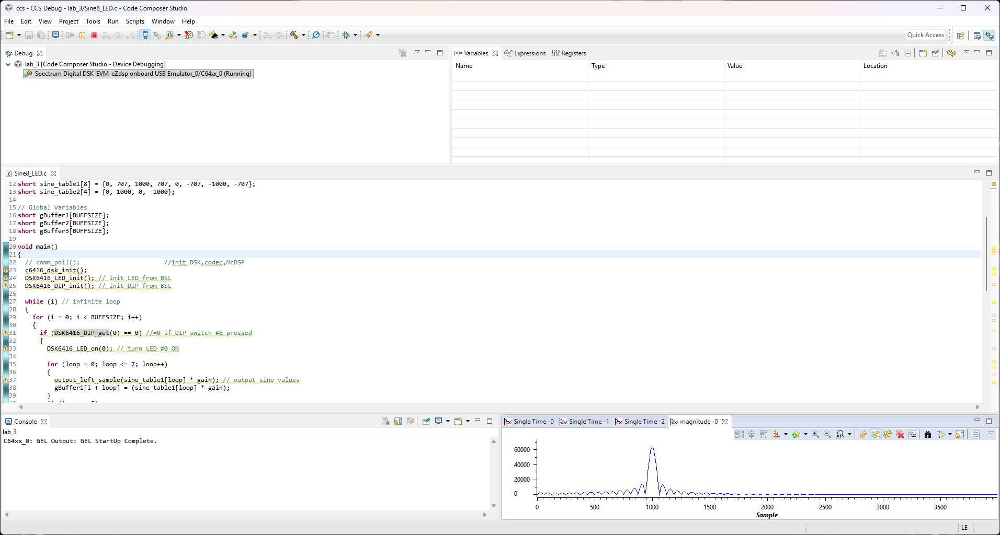 ccs - CCS Debug - lab_3/Sine8_LED.c - Code Composer Studio
File Edit View Project Tools Run Scripts Window Help
Quick Access
Debug
lab_3 [Code Composer Studio - Device Debugging]
Spectrum Digital DSK-EVM-eZdsp onboard USB Emulator_0/C64xx_0 (Running)
(x)= Variables Expressions Registers
Name Type Value Location
Sine8_LED.c
12 short sine_table1[8] = {0, 707, 1000, 707, 0, -707, -1000, -707};
13 short sine_table2[4] = {0, 1000, 0, -1000};
14
15 // Global Variables
16 short gBuffer1[BUFFSIZE];
17 short gBuffer2[BUFFSIZE];
18 short gBuffer3[BUFFSIZE];
19
20 void main()
21 {
22 // comm_poll(); //init DSK,codec,McBSP
23 c6416_dsk_init();
24 DSK6416_LED_init(); // init LED from BSL
25 DSK6416_DIP_init(); // init DIP from BSL
26
27 while (1) // infinite loop
28 {
29 for (i = 0; i < BUFFSIZE; i++)
30 {
31 if (DSK6416_DIP_get(0) == 0) //=0 if DIP switch #0 pressed
32 {
33 DSK6416_LED_on(0); // turn LED #0 ON
34
35 for (loop = 0; loop <= 7; loop++)
36 {
37 output_left_sample(sine_table1[loop] * gain); // output sine values
38 gBuffer1[i + loop] = (sine_table1[loop] * gain);
39 }
Console
lab_3
C64xx_0: GEL Output: GEL StartUp Complete.
Single Time -0 Single Time -1 Single Time -2 magnitude -0
60000
40000
20000
0
0 500 1000 1500 2000 2500 3000 3500
Sample
LE